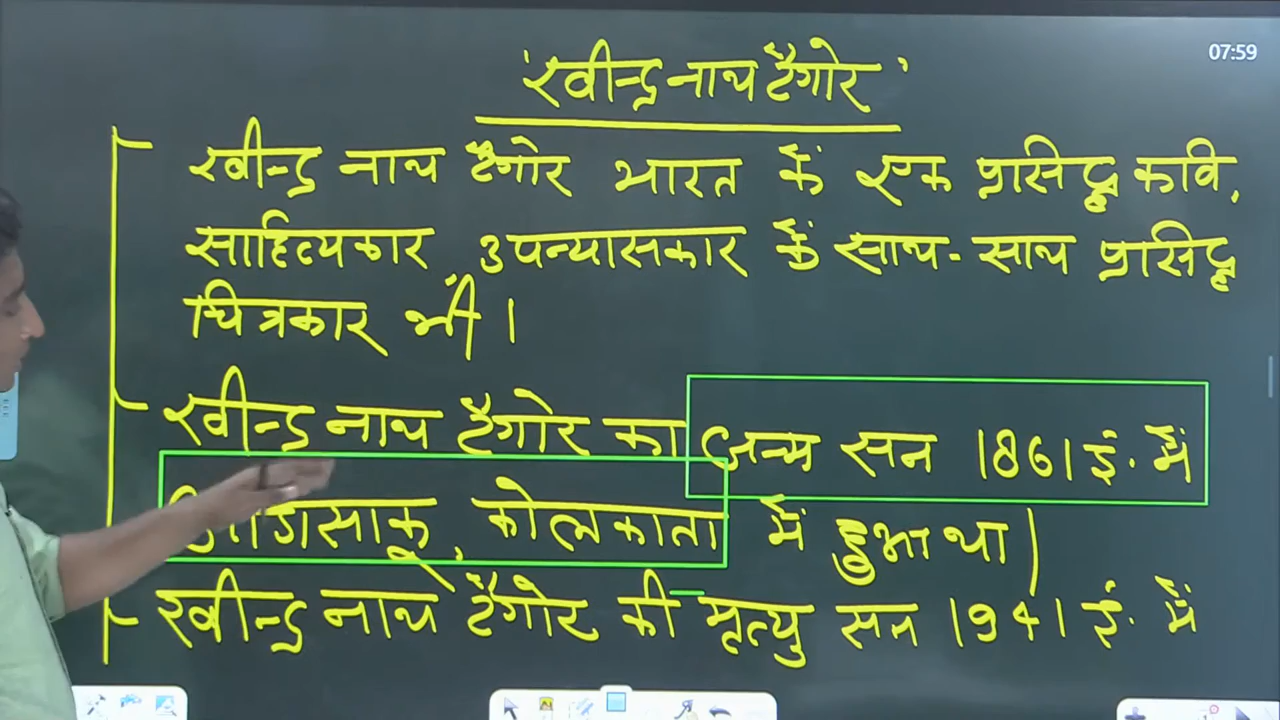 07:59
'रवीन्द्र नाथ टैगोर'
रवीन्द्र नाथ टैगोर भारत कें एक प्रसिद्ध कवि,
साहित्यकार उपन्यासकार कें साथ-साथ प्रसिद्ध
चित्रकार भीं।
रवीन्द्र नाथ टैगोर का जन्म सन 1861 ई. में
कोलकाता में हुआ था|
रवीन्द्र नाथ टैगोर की मृत्यु सन 1941 ई. में